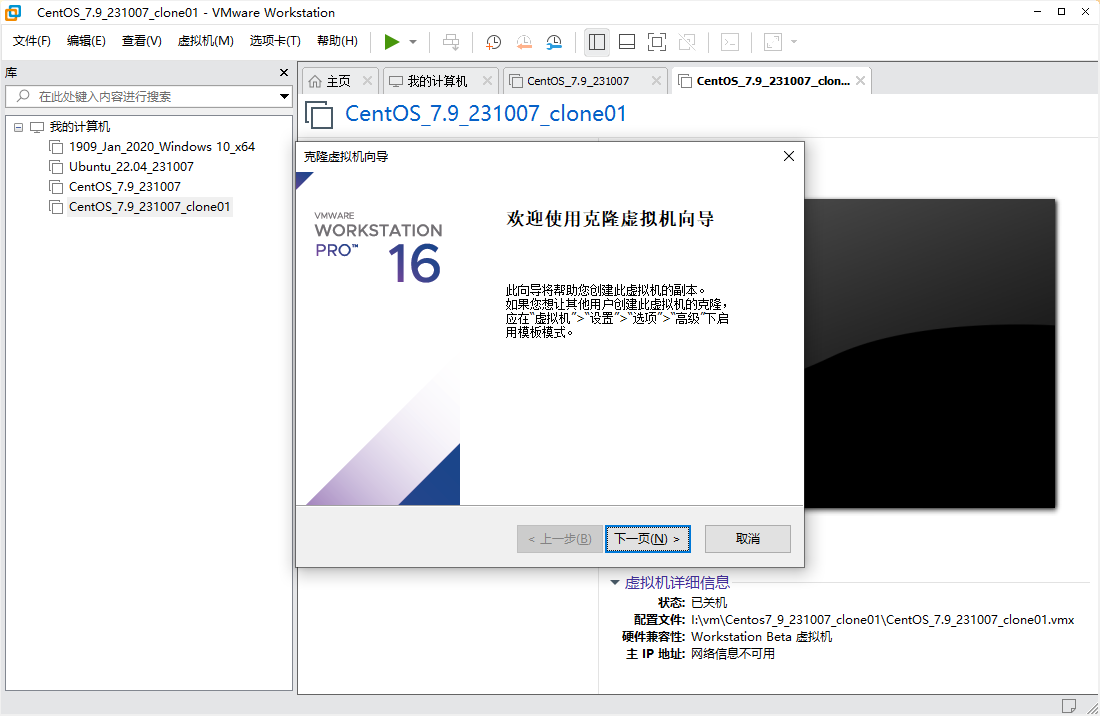 CentOS_7.9_231007_clone01 - VMware Workstation
文件(F) 编辑(E) 查看(V) 虚拟机(M) 选项卡(T) 帮助(H)
库
在此处键入内容进行搜索
我的计算机
1909_Jan_2020_Windows 10_x64
Ubuntu_22.04_231007
CentOS_7.9_231007
CentOS_7.9_231007_clone01
主页 我的计算机 CentOS_7.9_231007 CentOS_7.9_231007_clon...
CentOS_7.9_231007_clone01
克隆虚拟机向导
VMWARE
WORKSTATION
PRO™ 16
欢迎使用克隆虚拟机向导
此向导将帮助您创建此虚拟机的副本。
如果您想让其他用户创建此虚拟机的克隆，
应在“虚拟机”>“设置”>“选项”>“高级”下启
用模板模式。
< 上一步(B) 下一页(N) > 取消
虚拟机详细信息
状态: 已关机
配置文件: I:\vm\Centos7_9_231007_clone01\CentOS_7.9_231007_clone01.vmx
硬件兼容性: Workstation Beta 虚拟机
主 IP 地址: 网络信息不可用